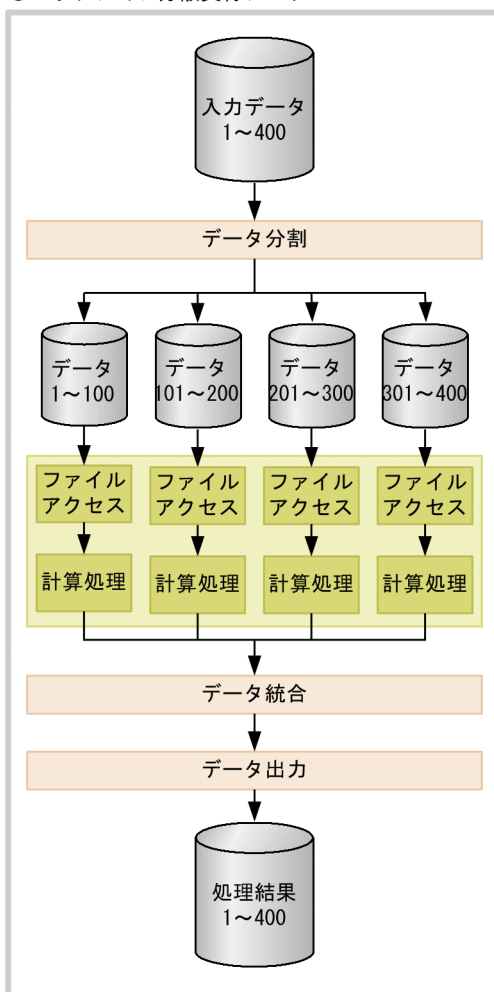 入力データ
1～400
データ分割
データ
1～100
データ
101～200
データ
201～300
データ
301～400
ファイル
アクセス
ファイル
アクセス
ファイル
アクセス
ファイル
アクセス
計算処理
計算処理
計算処理
計算処理
データ統合
データ出力
処理結果
1～400